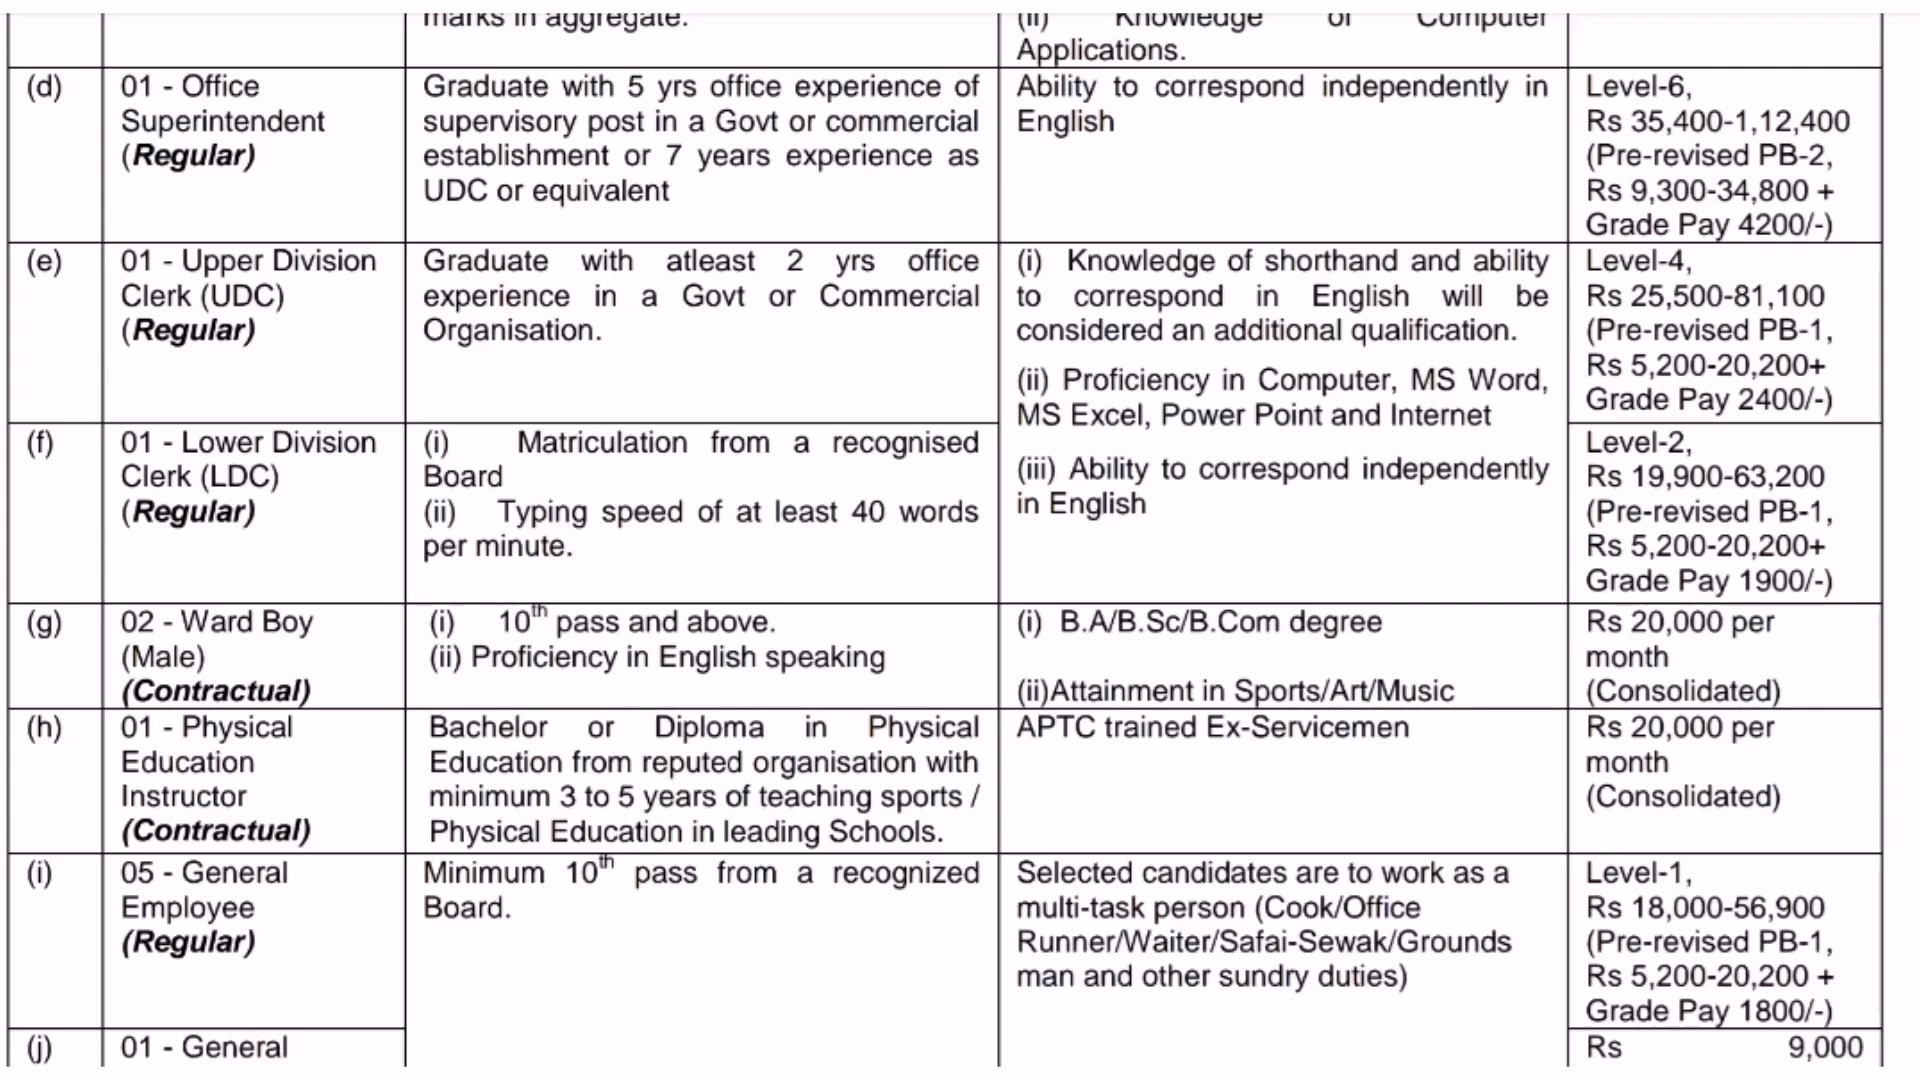 marks in aggregate.
(ii) Knowledge of Computer
Applications.
(d)
01 - Office
Superintendent
(Regular)
Graduate with 5 yrs office experience of
supervisory post in a Govt or commercial
establishment or 7 years experience as
UDC or equivalent
Ability to correspond independently in
English
Level-6,
Rs 35,400-1,12,400
(Pre-revised PB-2,
Rs 9,300-34,800 +
Grade Pay 4200/-)
(e)
01 - Upper Division
Clerk (UDC)
(Regular)
Graduate with atleast 2 yrs office
experience in a Govt or Commercial
Organisation.
(i) Knowledge of shorthand and ability
to correspond in English will be
considered an additional qualification.
(ii) Proficiency in Computer, MS Word,
MS Excel, Power Point and Internet
(iii) Ability to correspond independently
in English
Level-4,
Rs 25,500-81,100
(Pre-revised PB-1,
Rs 5,200-20,200+
Grade Pay 2400/-)
(f)
01 - Lower Division
Clerk (LDC)
(Regular)
(i) Matriculation from a recognised
Board
(ii) Typing speed of at least 40 words
per minute.
Level-2,
Rs 19,900-63,200
(Pre-revised PB-1,
Rs 5,200-20,200+
Grade Pay 1900/-)
(g)
02 - Ward Boy
(Male)
(Contractual)
(i) 10th pass and above.
(ii) Proficiency in English speaking
(i) B.A/B.Sc/B.Com degree
(ii)Attainment in Sports/Art/Music
Rs 20,000 per
month
(Consolidated)
(h)
01 - Physical
Education
Instructor
(Contractual)
Bachelor or Diploma in Physical
Education from reputed organisation with
minimum 3 to 5 years of teaching sports /
Physical Education in leading Schools.
APTC trained Ex-Servicemen
Rs 20,000 per
month
(Consolidated)
(i)
05 - General
Employee
(Regular)
Minimum 10th pass from a recognized
Board.
Selected candidates are to work as a
multi-task person (Cook/Office
Runner/Waiter/Safai-Sewak/Grounds
man and other sundry duties)
Level-1,
Rs 18,000-56,900
(Pre-revised PB-1,
Rs 5,200-20,200 +
Grade Pay 1800/-)
(j)
01 - General
Rs 9,000